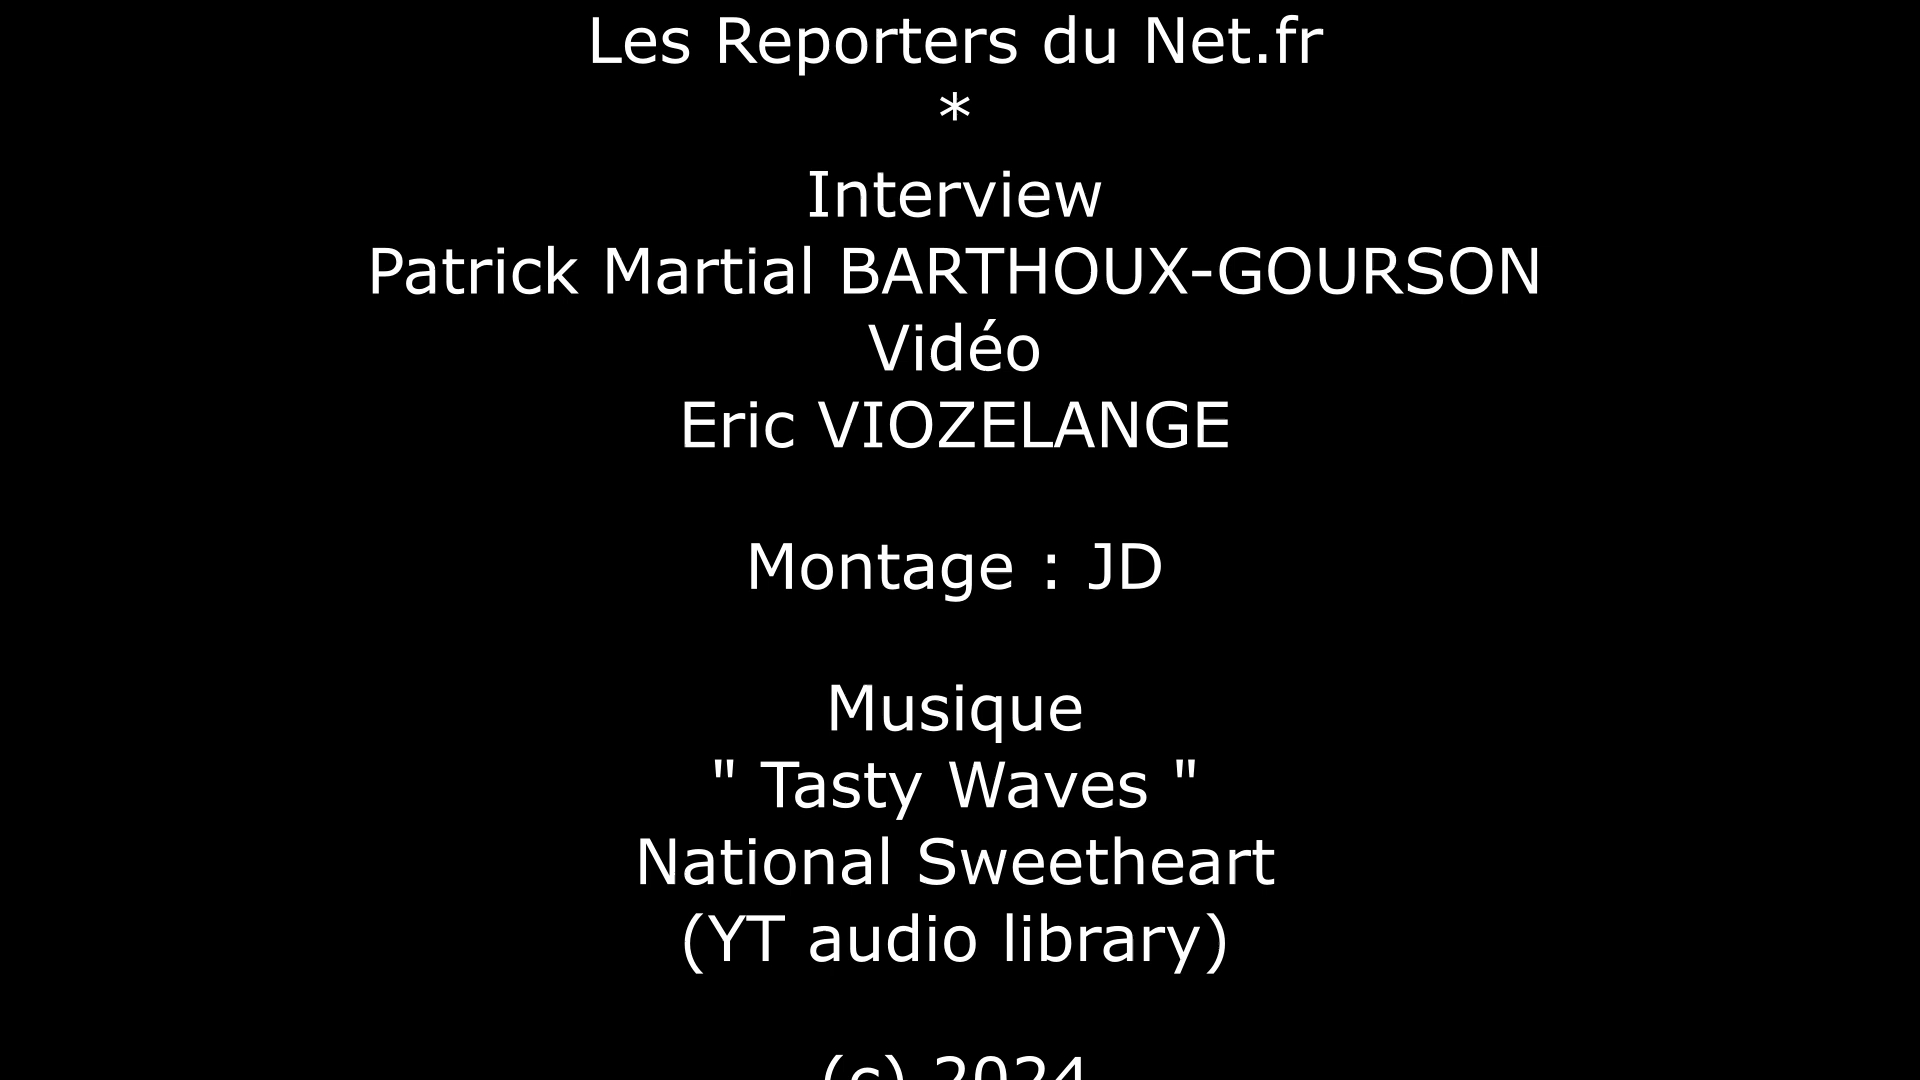 Les Reporters du Net.fr
*
Interview
Patrick Martial BARTHOUX-GOURSON
Vidéo
Eric VIOZELANGE
Montage : JD
Musique
" Tasty Waves "
National Sweetheart
(YT audio library)
(c) 2024